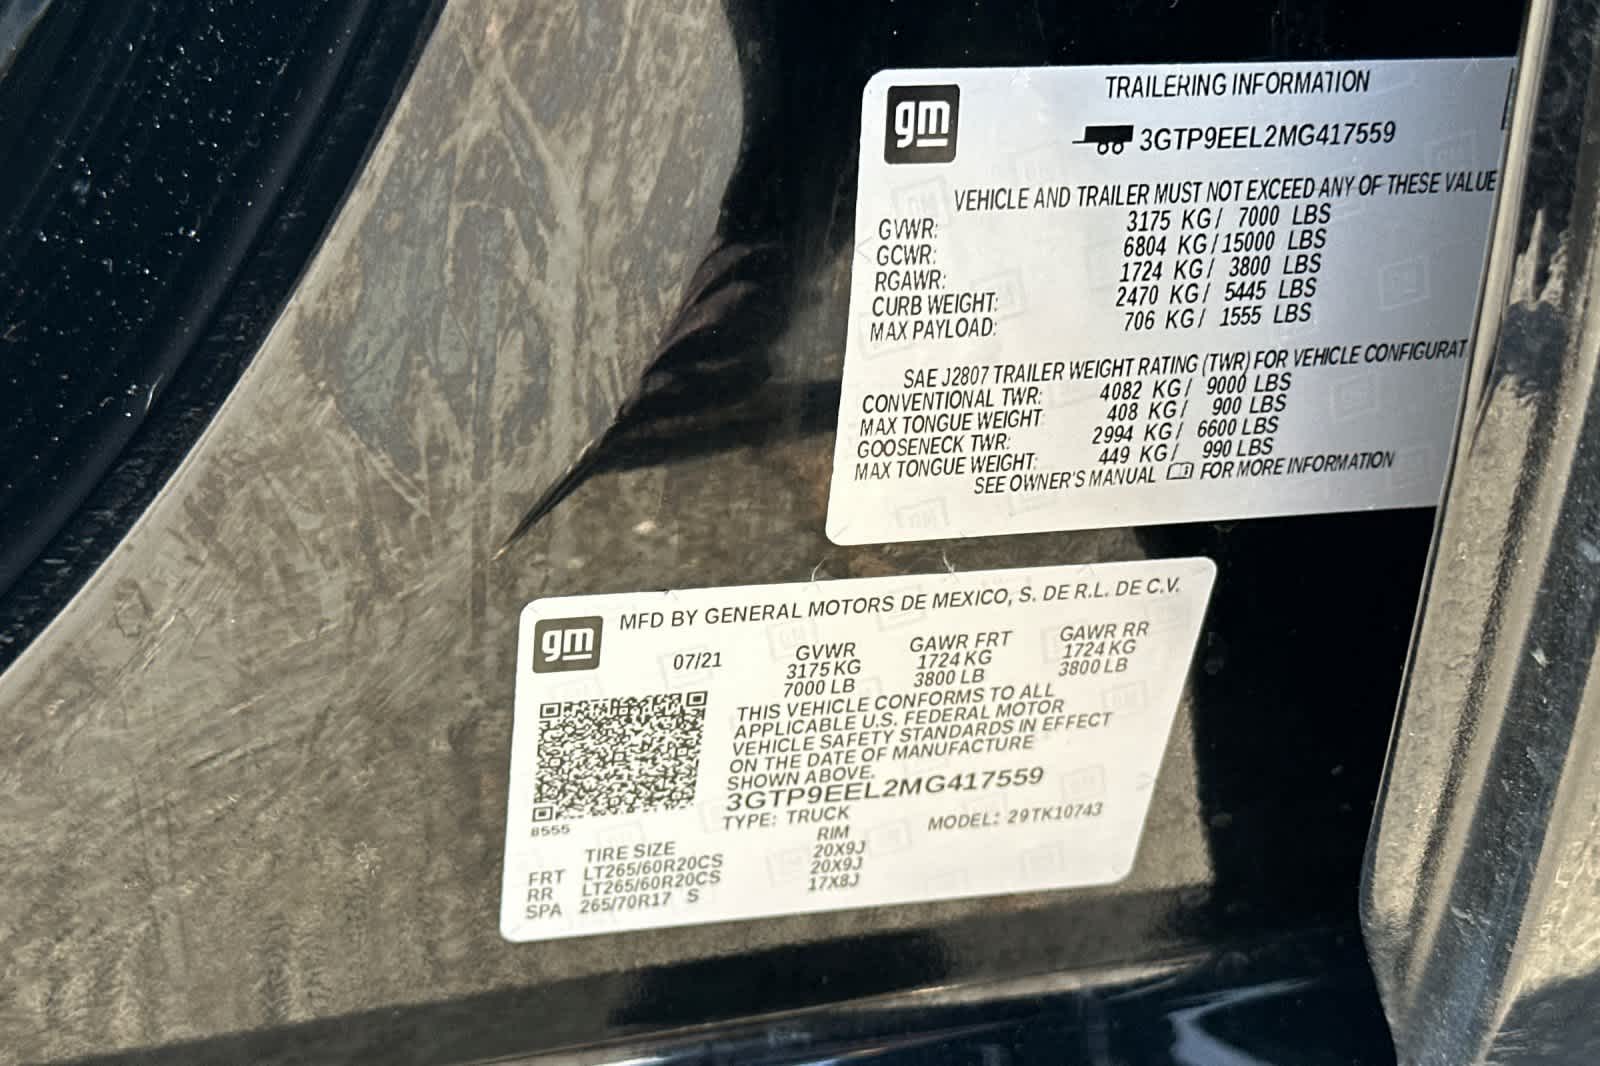 gm
TRAILERING INFORMATION
3GTP9EEL2MG417559
VEHICLE AND TRAILER MUST NOT EXCEED ANY OF THESE VALUE
GVWR: 3175 KG/ 7000 LBS
GCWR: 6804 KG/15000 LBS
RGAWR: 1724 KG/ 3800 LBS
CURB WEIGHT: 2470 KG/ 5445 LBS
MAX PAYLOAD: 706 KG/ 1555 LBS
SAE J2807 TRAILER WEIGHT RATING (TWR) FOR VEHICLE CONFIGURAT
CONVENTIONAL TWR: 4082 KG/ 9000 LBS
MAX TONGUE WEIGHT 408 KG/ 900 LBS
GOOSENECK TWR: 2994 KG/ 6600 LBS
MAX TONGUE WEIGHT: 449 KG/ 990 LBS
SEE OWNER'S MANUAL FOR MORE INFORMATION
gm
MFD BY GENERAL MOTORS DE MEXICO, S. DE R.L. DE C.V.
07/21 GVWR GAWR FRT GAWR RR
3175 KG 1724 KG 1724 KG
7000 LB 3800 LB 3800 LB
THIS VEHICLE CONFORMS TO ALL
APPLICABLE U.S. FEDERAL MOTOR
VEHICLE SAFETY STANDARDS IN EFFECT
ON THE DATE OF MANUFACTURE
SHOWN ABOVE.
3GTP9EEL2MG417559
8555
TYPE: TRUCK MODEL: 29TK10743
TIRE SIZE RIM
FRT LT265/60R20CS 20X9J
RR LT265/60R20CS 20X9J
SPA 265/70R17 S 17X8J